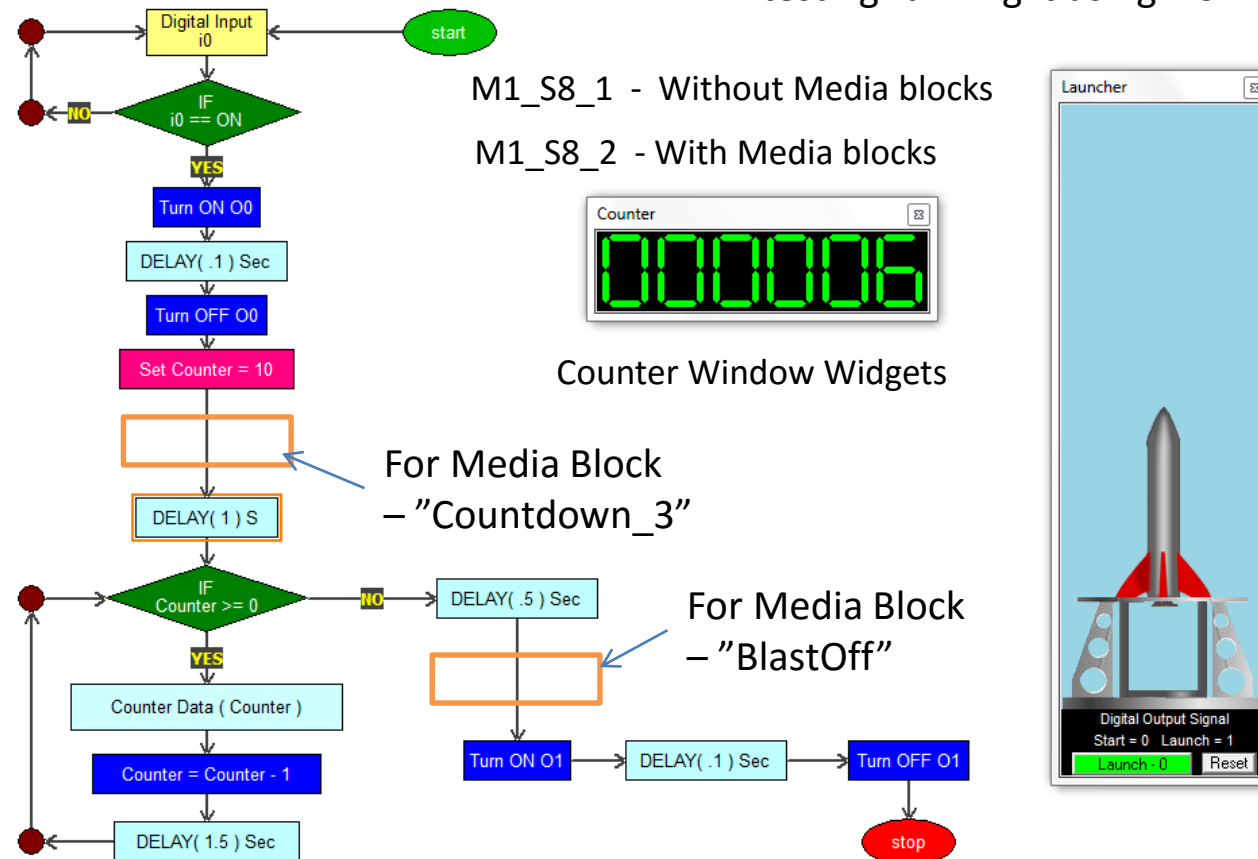 Digital Input
i0
start
IF
i0 == ON
NO
YES
Turn ON O0
DELAY( .1 ) Sec
Turn OFF O0
Set Counter = 10
DELAY( 1 ) S
IF
Counter >= 0
NO
YES
Counter Data ( Counter )
Counter = Counter - 1
DELAY( 1.5 ) Sec
DELAY( .5 ) Sec
Turn ON O1
DELAY( .1 ) Sec
Turn OFF O1
stop
M1_S8_1 - Without Media blocks
M1_S8_2 - With Media blocks
Counter
000006
Counter Window Widgets
For Media Block
– ”Countdown_3”
For Media Block
– ”BlastOff”
Launcher
Digital Output Signal
Start = 0 Launch = 1
Launch - 0
Reset